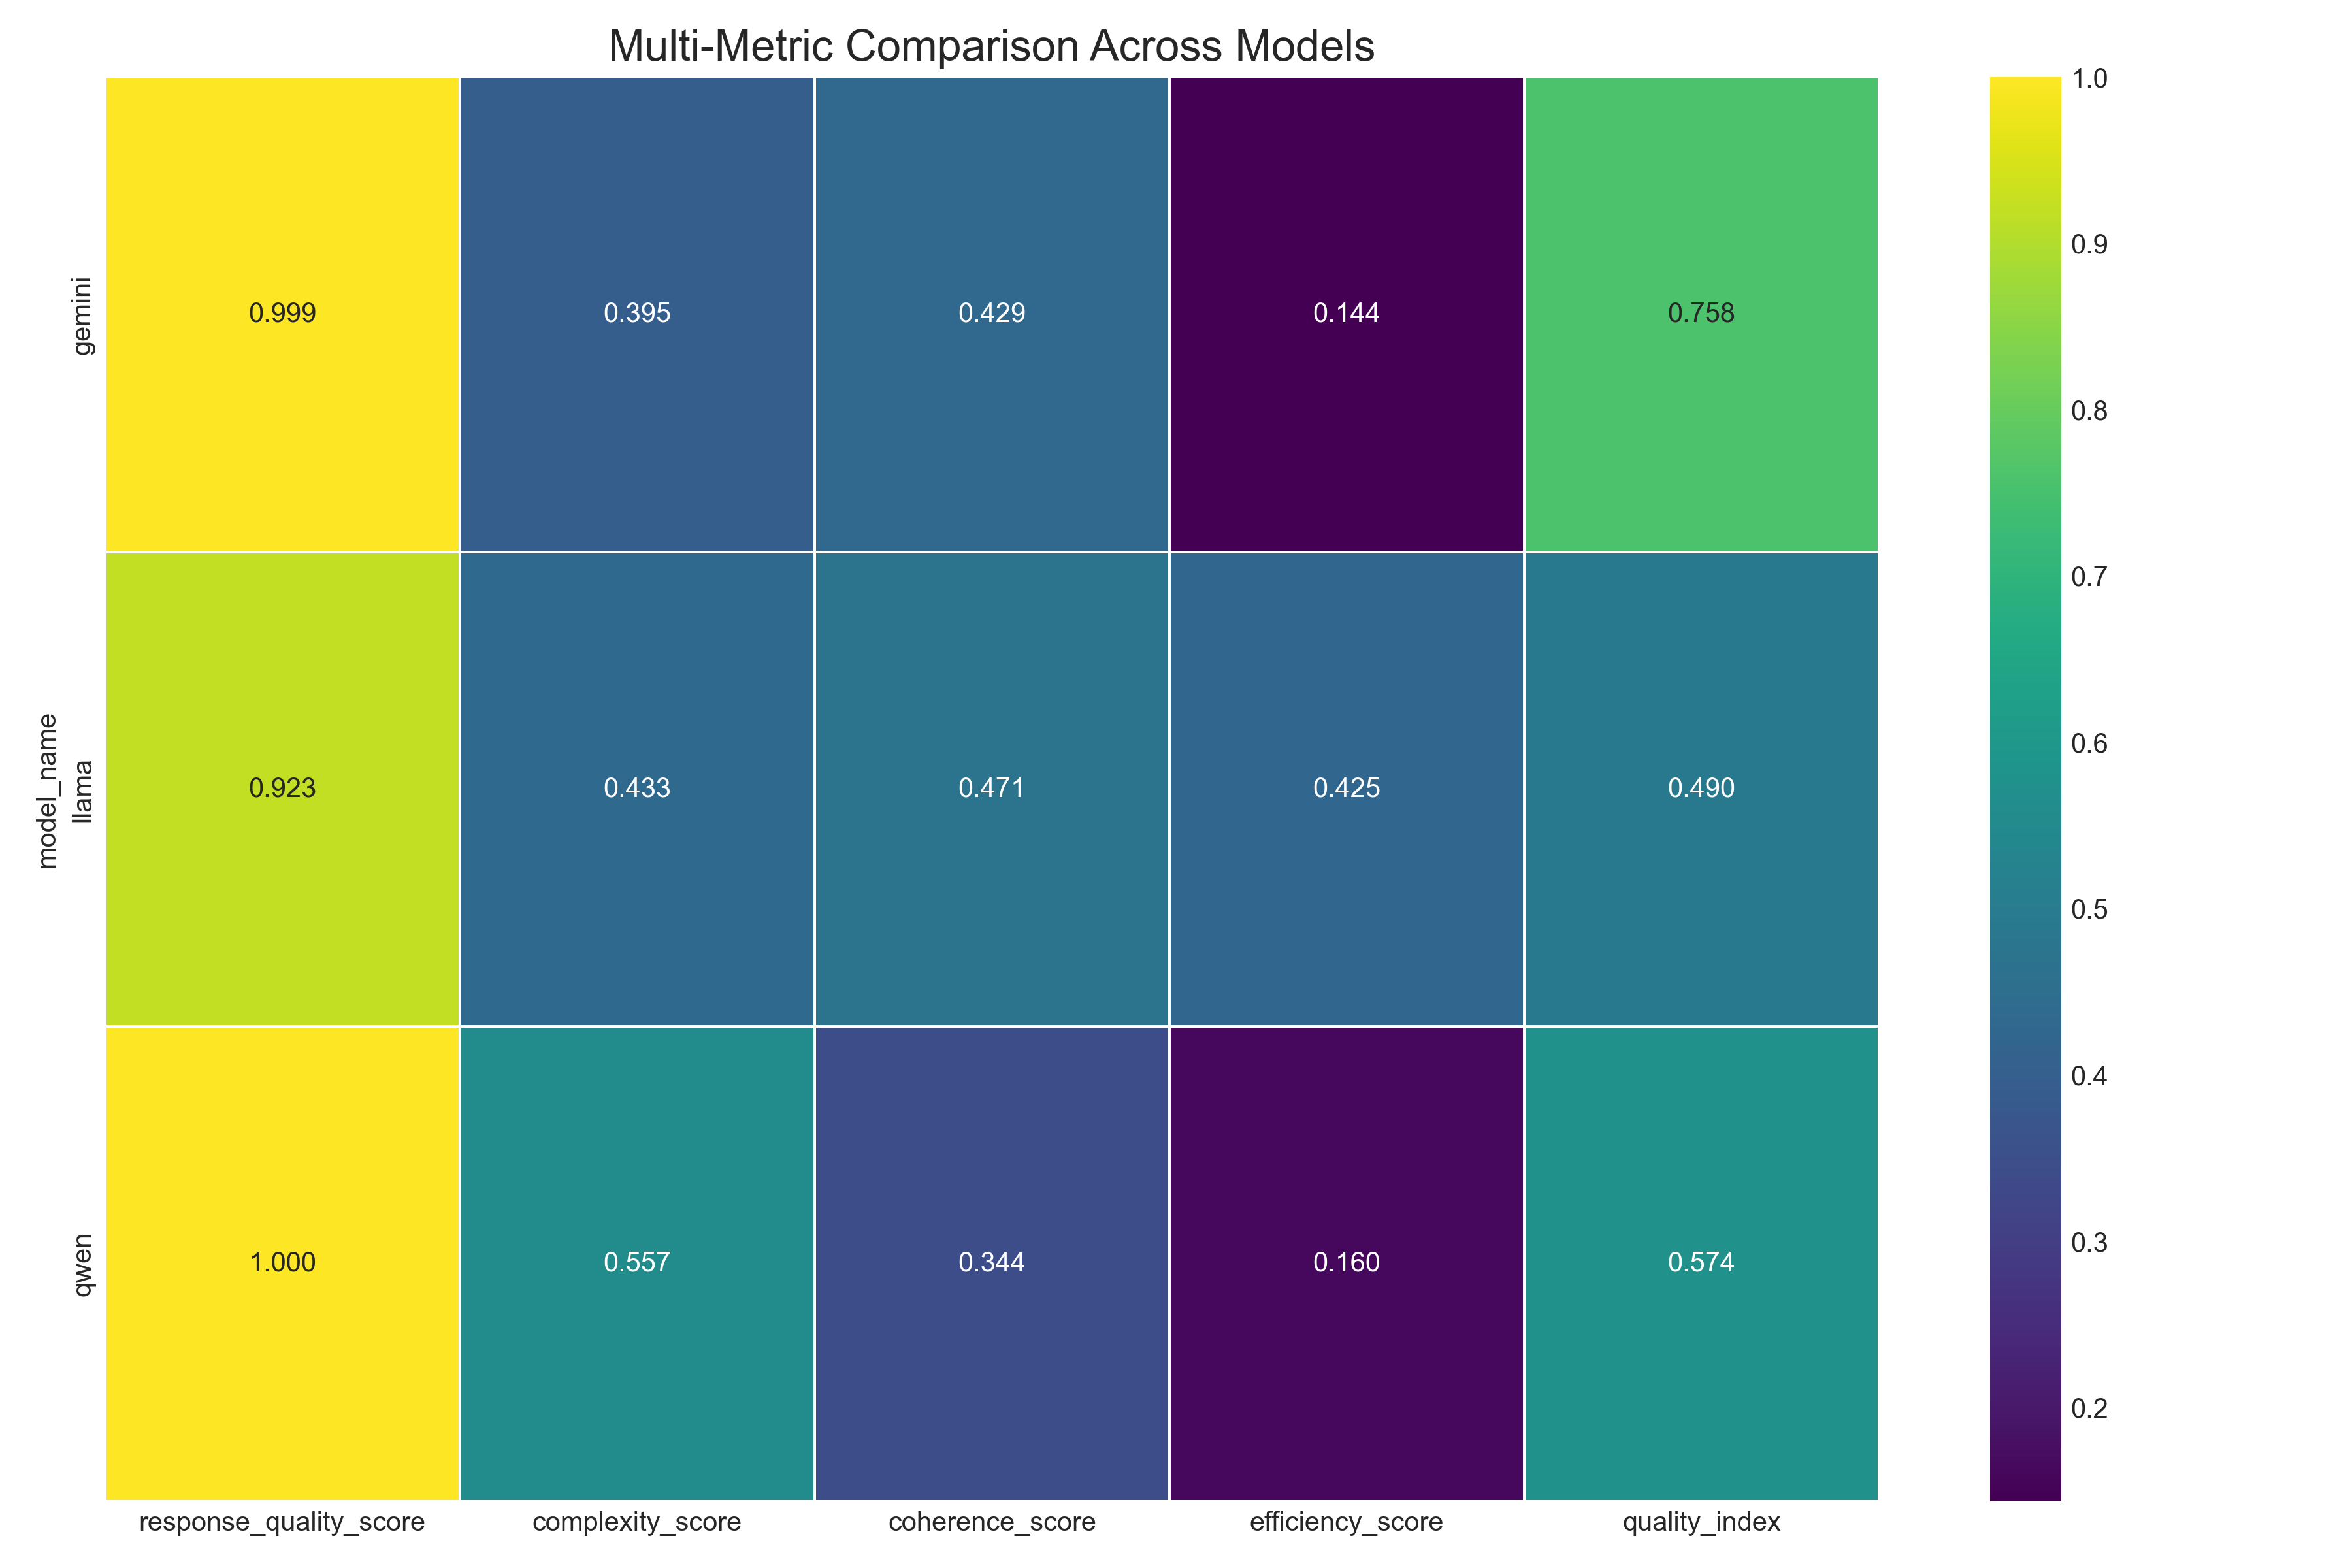 Multi-Metric Comparison Across Models
model_name
gemini
0.999 0.395 0.429 0.144 0.758
llama
0.923 0.433 0.471 0.425 0.490
qwen
1.000 0.557 0.344 0.160 0.574
response_quality_score complexity_score coherence_score efficiency_score quality_index
1.0
0.9
0.8
0.7
0.6
0.5
0.4
0.3
0.2